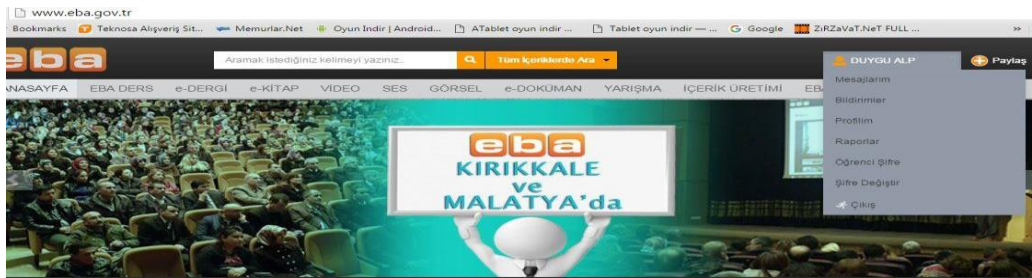 www.eba.gov.tr
Bookmarks Teknosa Alışveriş Sit... Memurlar.Net Oyun İndir | Android... ATablet oyun indir ... Tablet oyun indir — ... Google ZiRZaVaT.NeT FULL ... »
eba Aramak istediğiniz kelimeyi yazınız.. Tüm İçeriklerde Ara DUYGU ALP Paylaş
ANASAYFA EBA DERS e-DERGİ e-KİTAP VİDEO SES GÖRSEL e-DOKÜMAN YARIŞMA İÇERİK ÜRETİMİ
Mesajlarım
Bildirimler
Profilim
Raporlar
Öğrenci Şifre
Şifre Değiştir
Çıkış
eba
KIRIKKALE
ve
MALATYA'da